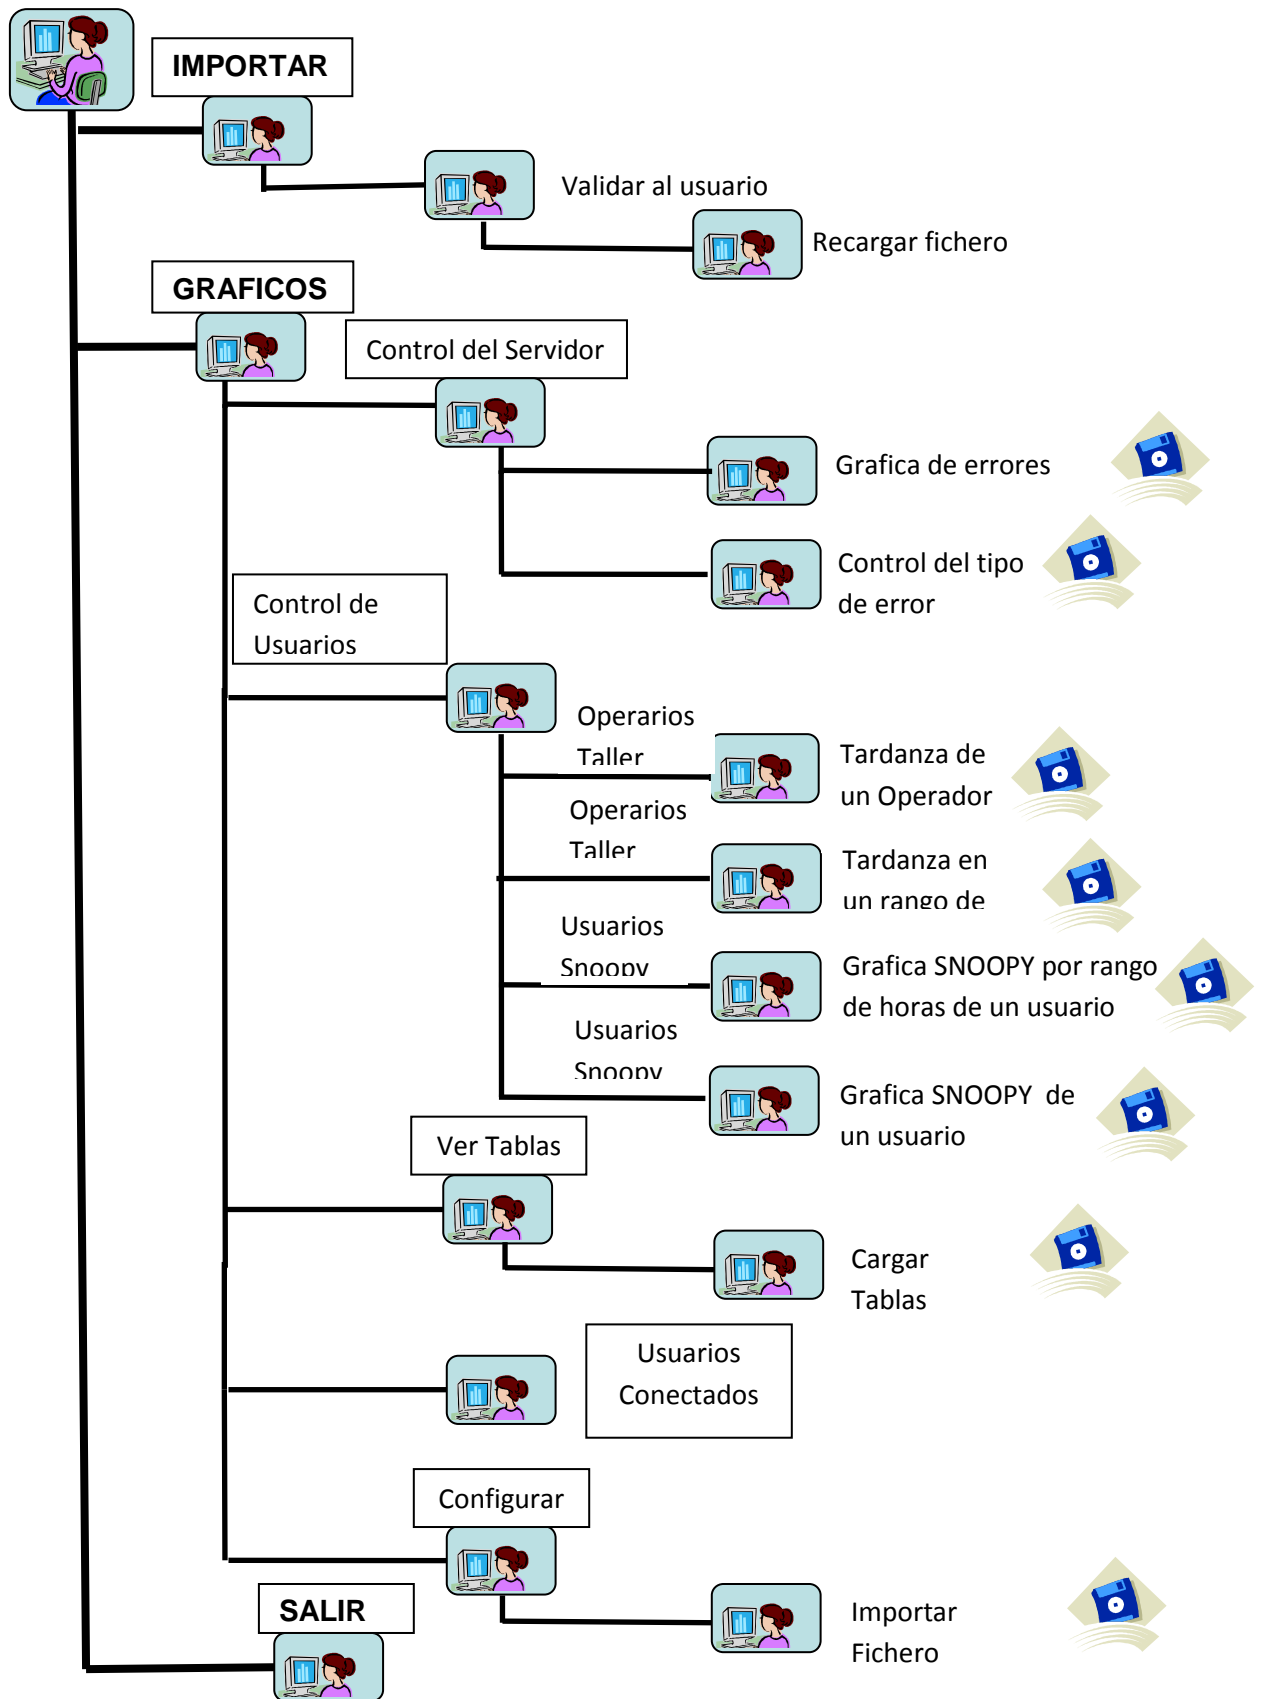 IMPORTAR
Validar al usuario
Recargar fichero
GRAFICOS
Control del Servidor
Grafica de errores
Control del tipo
de error
Control de
Usuarios
Operarios
Taller
Tardanza de
un Operador
Operarios
Taller
Tardanza en
un rango de
Usuarios
Snoopy
Grafica SNOOPY por rango
de horas de un usuario
Usuarios
Snoopy
Grafica SNOOPY  de
un usuario
Ver Tablas
Cargar
Tablas
Usuarios
Conectados
Configurar
SALIR
Importar
Fichero